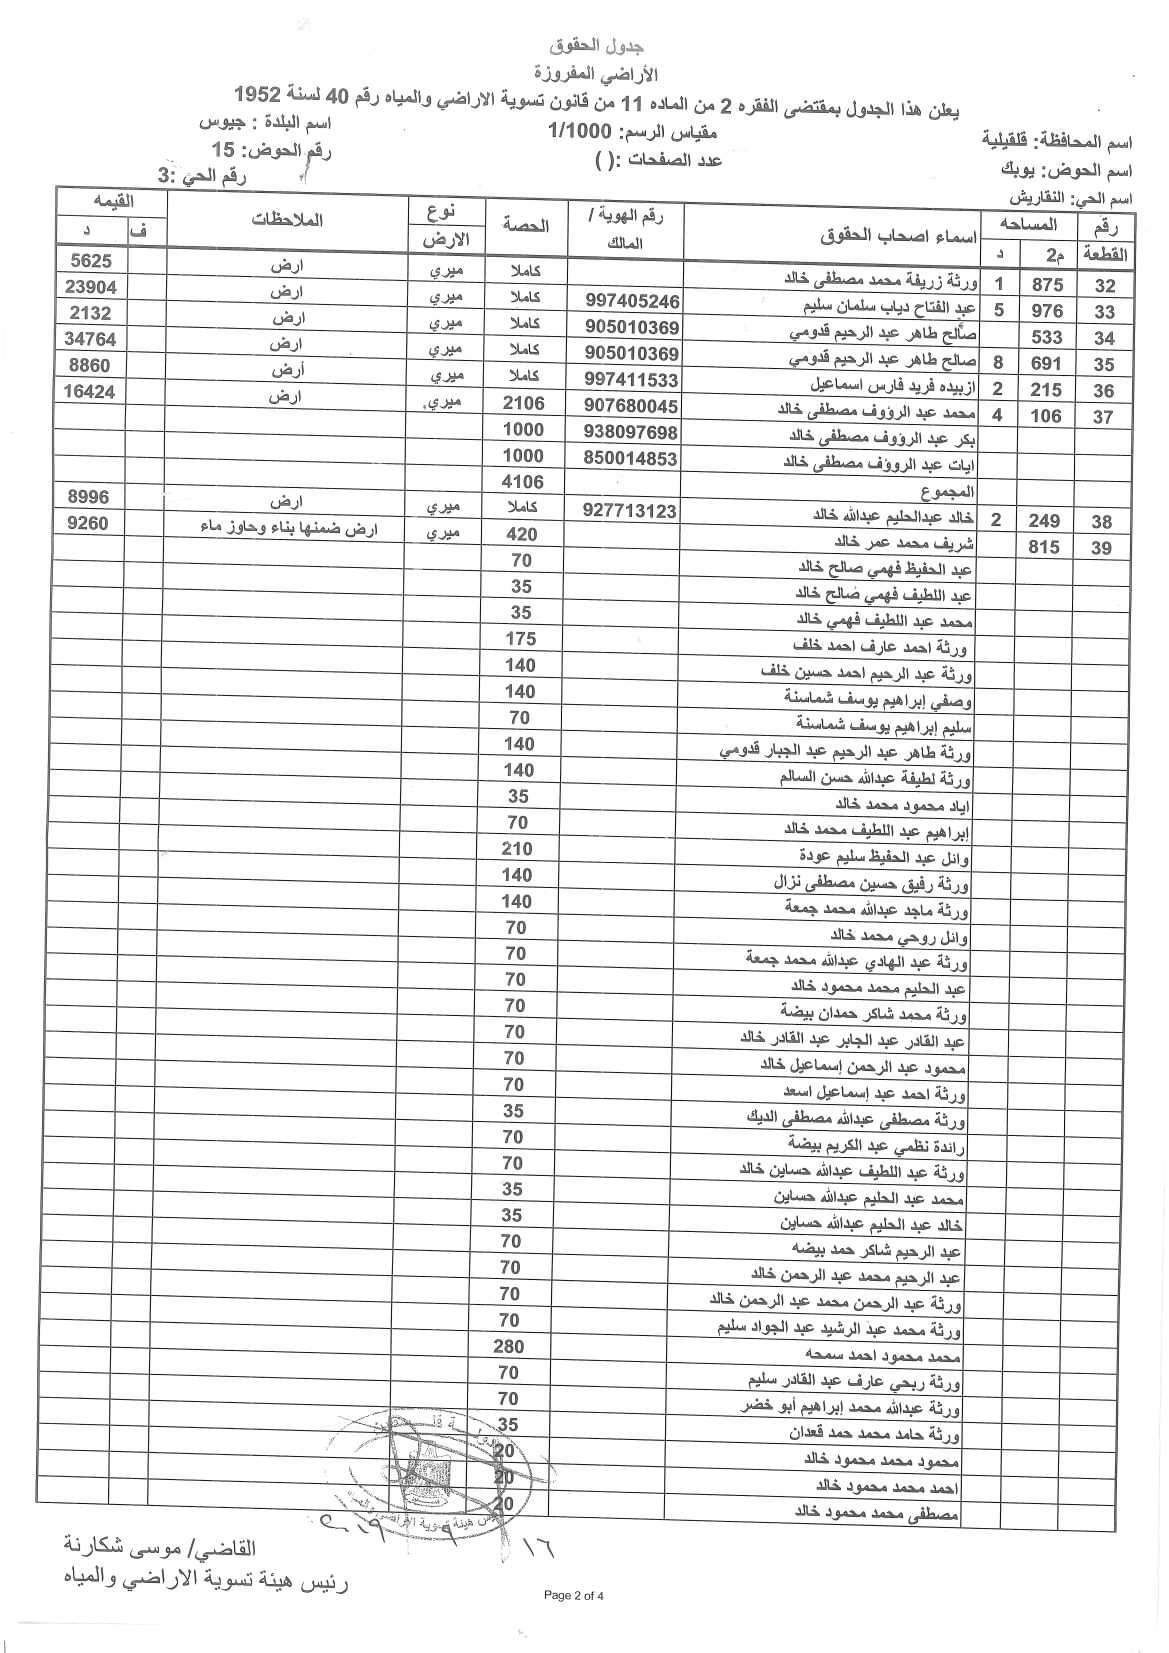 جدول الحقوق
الأراضي المفروزة
يعلن هذا الجدول بمقتضى الفقره 2 من الماده 11 من قانون تسوية الاراضي والمياه رقم 40 لسنة 1952
اسم المحافظة: قلقيلية مقياس الرسم: 1/1000 اسم البلدة : جيوس
اسم الحوض: يوبك عدد الصفحات :( ) رقم الحوض: 15
اسم الحي: النقاريش رقم الحي :3
رقم القطعة المساحه م2 د اسماء اصحاب الحقوق رقم الهوية / المالك الحصة نوع الارض الملاحظات القيمه ف د
32 875 1 ورثة زريفة محمد مصطفى خالد كاملا ميري ارض 5625
33 976 5 عبد الفتاح دياب سلمان سليم 997405246 كاملا ميري ارض 23904
34 533 صالح طاهر عبد الرحيم قدومي 905010369 كاملا ميري ارض 2132
35 691 8 صالح طاهر عبد الرحيم قدومي 905010369 كاملا ميري ارض 34764
36 215 2 ازبيده فريد فارس اسماعيل 997411533 كاملا ميري أرض 8860
37 106 4 محمد عبد الرؤوف مصطفى خالد 907680045 2106 ميري ارض 16424
بكر عبد الرؤوف مصطفى خالد 938097698 1000
ايات عبد الرووف مصطفى خالد 850014853 1000
المجموع 4106
38 249 2 خالد عبدالحليم عبدالله خالد 927713123 كاملا ميري ارض 8996
39 815 شريف محمد عمر خالد 420 ميري ارض ضمنها بناء وحاوز ماء 9260
عبد الحفيظ فهمي صالح خالد 70
عبد اللطيف فهمي صالح خالد 35
محمد عبد اللطيف فهمي خالد 35
ورثة احمد عارف احمد خلف 175
ورثة عبد الرحيم احمد حسين خلف 140
وصفي إبراهيم يوسف شماسنة 140
سليم إبراهيم يوسف شماسنة 70
ورثة طاهر عبد الرحيم عبد الجبار قدومي 140
ورثة لطيفة عبدالله حسن السالم 140
اياد محمود محمد خالد 35
إبراهيم عبد اللطيف محمد خالد 70
وائل عبد الحفيظ سليم عودة 210
ورثة رفيق حسين مصطفى نزال 140
ورثة ماجد عبدالله محمد جمعة 140
وائل روحي محمد خالد 70
ورثة عبد الهادي عبدالله محمد جمعة 70
عبد الحليم محمد محمود خالد 70
ورثة محمد شاكر حمدان بيضة 70
عبد القادر عبد الجابر عبد القادر خالد 70
محمود عبد الرحمن إسماعيل خالد 70
ورثة احمد عبد إسماعيل اسعد 70
ورثة مصطفى عبدالله مصطفى الديك 35
رائدة نظمي عبد الكريم بيضة 70
ورثة عبد اللطيف عبدالله حساين خالد 70
محمد عبد الحليم عبدالله حساين 35
خالد عبد الحليم عبدالله حساين 35
عبد الرحيم شاكر حمد بيضه 70
عبد الرحيم محمد عبد الرحمن خالد 70
ورثة عبد الرحمن محمد عبد الرحمن خالد 70
ورثة محمد عبد الرشيد عبد الجواد سليم 70
محمد محمود احمد سمحه 280
ورثة ربحي عارف عبد القادر سليم 70
ورثة عبدالله محمد إبراهيم أبو خضر 70
ورثة حامد محمد حمد قعدان 35
محمود محمد محمود خالد 20
احمد محمد محمود خالد 20
مصطفى محمد محمود خالد 20
١٦ ٩ ٢٠١٩
القاضي/ موسى شكارنة
رئيس هيئة تسوية الاراضي والمياه
Page 2 of 4